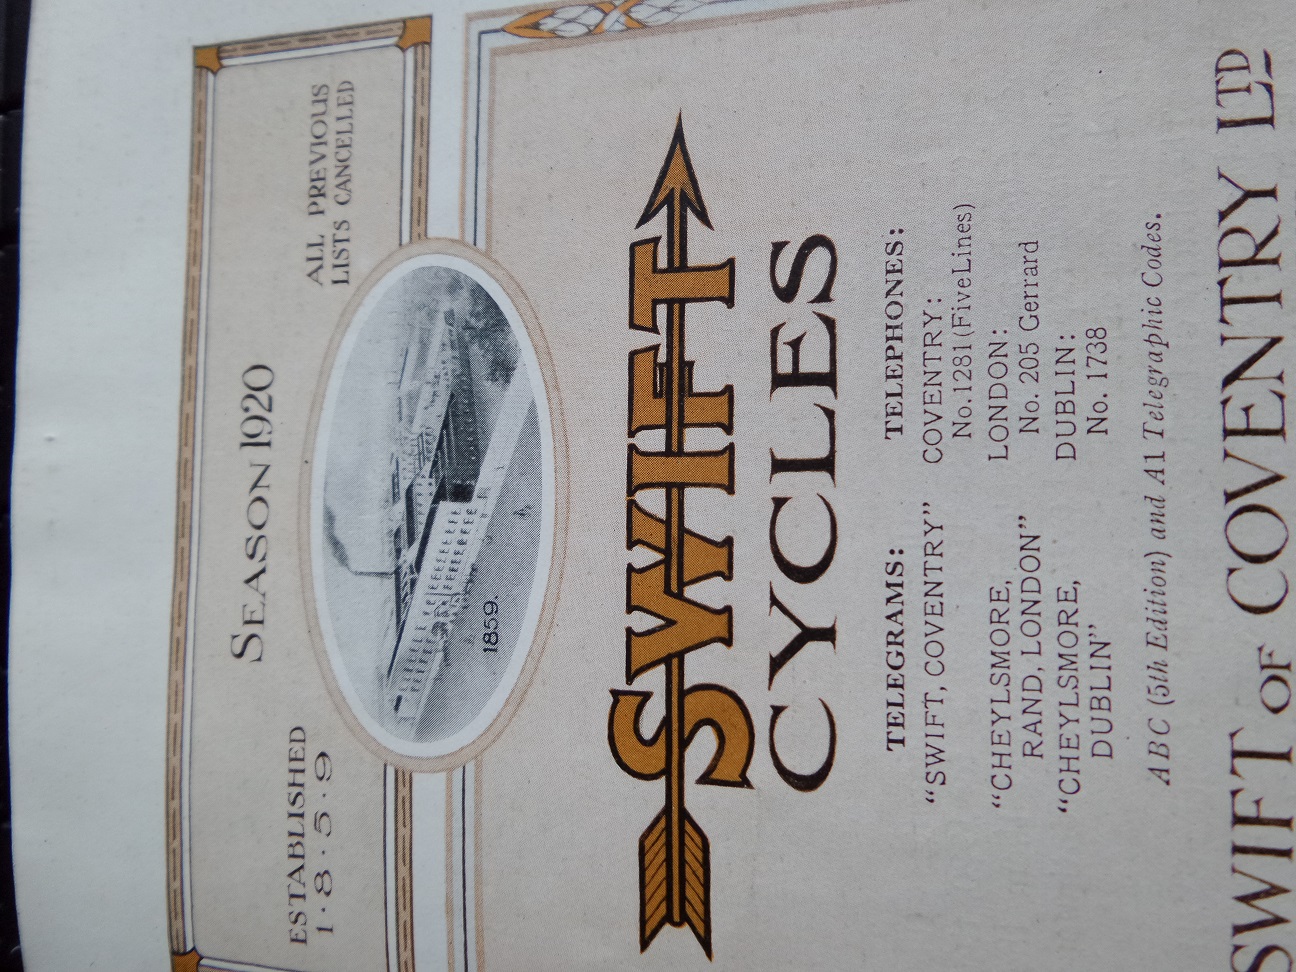 SEASON 1920
ESTABLISHED
1·8·5·9
ALL PREVIOUS
LISTS CANCELLED
1859.
SWIFT
CYCLES
TELEGRAMS:
"SWIFT, COVENTRY"
"CHEYLSMORE,
RAND, LONDON"
"CHEYLSMORE,
DUBLIN"
TELEPHONES:
COVENTRY:
No. 1281 (Five Lines)
LONDON:
No. 205 Gerrard
DUBLIN:
No. 1738
ABC (5th Edition) and A1 Telegraphic Codes.
SWIFT OF COVENTRY LTD